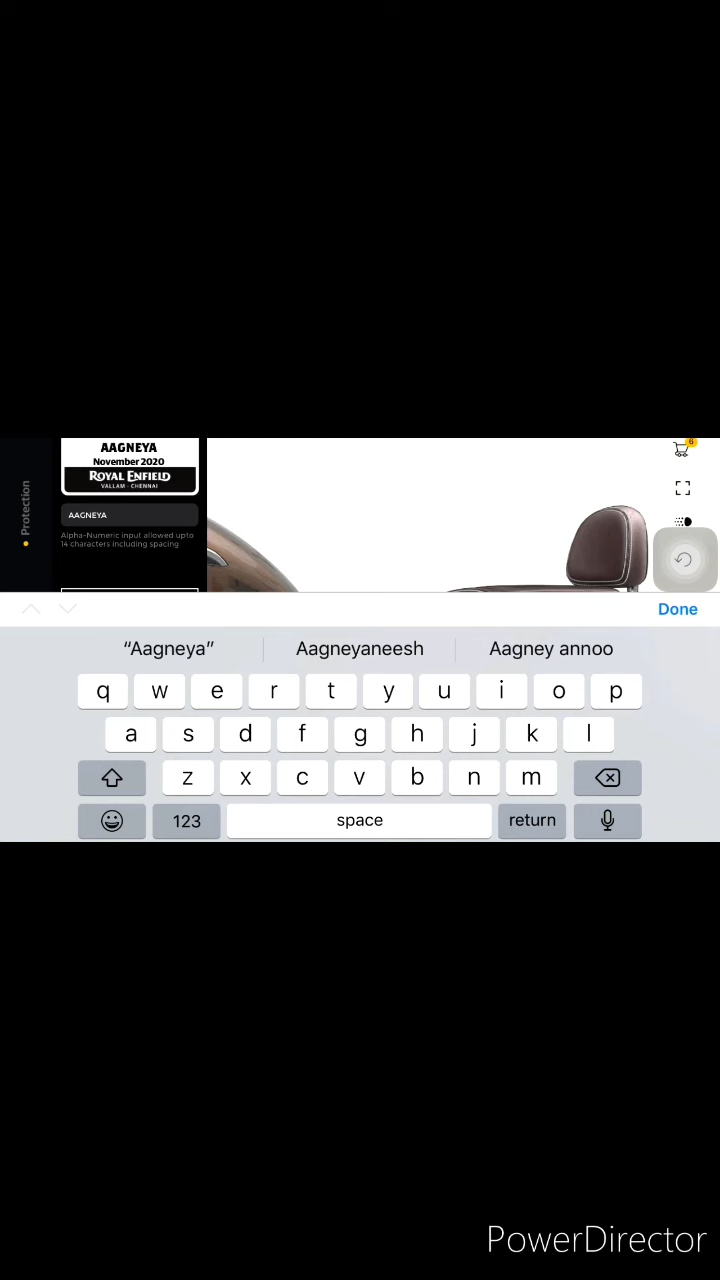 AAGNEYA
November 2020
ROYAL ENFIELD
VALLAM - CHENNAI
6
Protection
AAGNEYA
Alpha-Numeric input allowed upto
14 characters including spacing
Done
“Aagneya” Aagneyaneesh Aagney annoo
q w e r t y u i o p
a s d f g h j k l
z x c v b n m
123 space return
PowerDirector